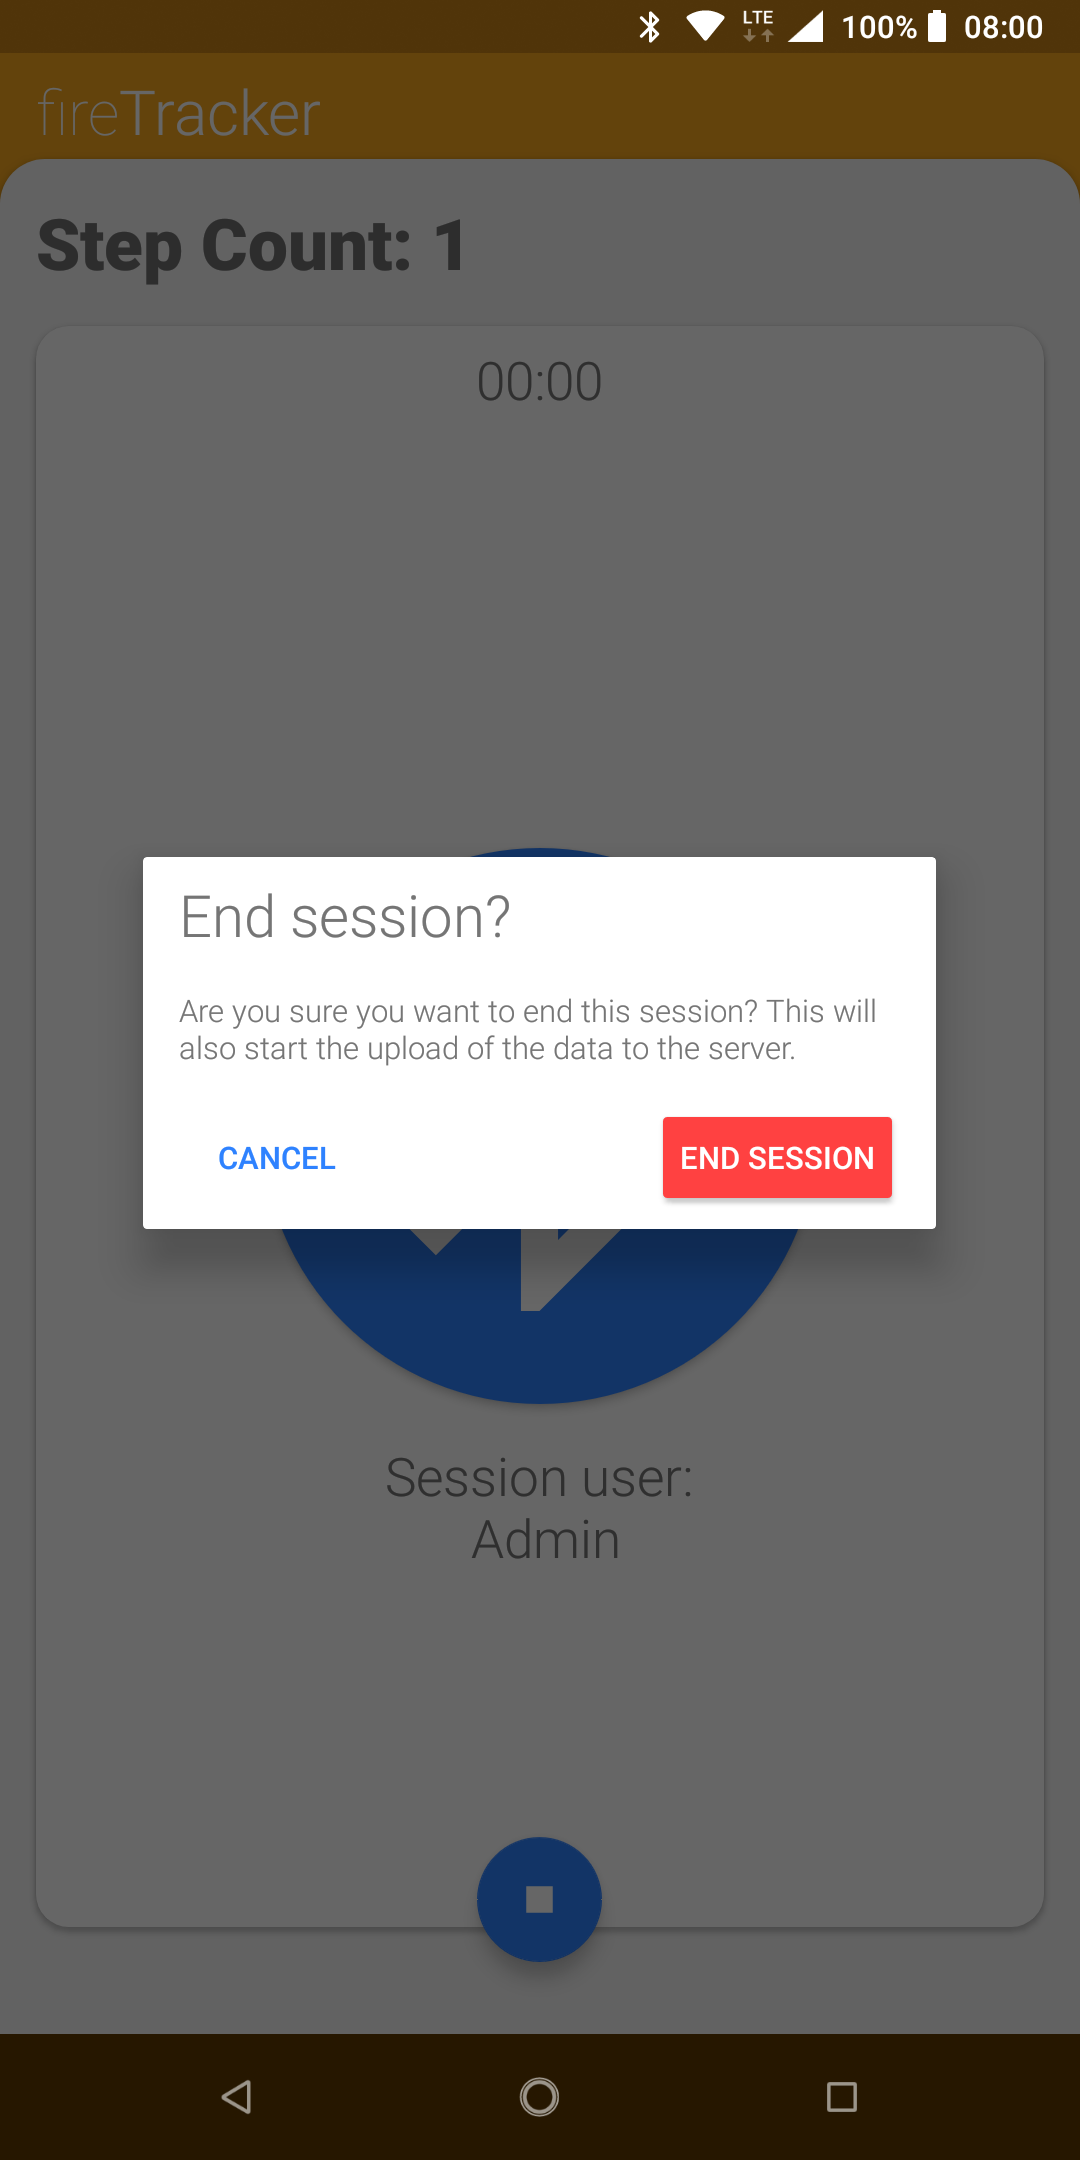 LTE 100% 08:00
fireTracker
Step Count: 1
00:00
End session?
Are you sure you want to end this session? This will
also start the upload of the data to the server.
CANCEL END SESSION
Session user:
Admin